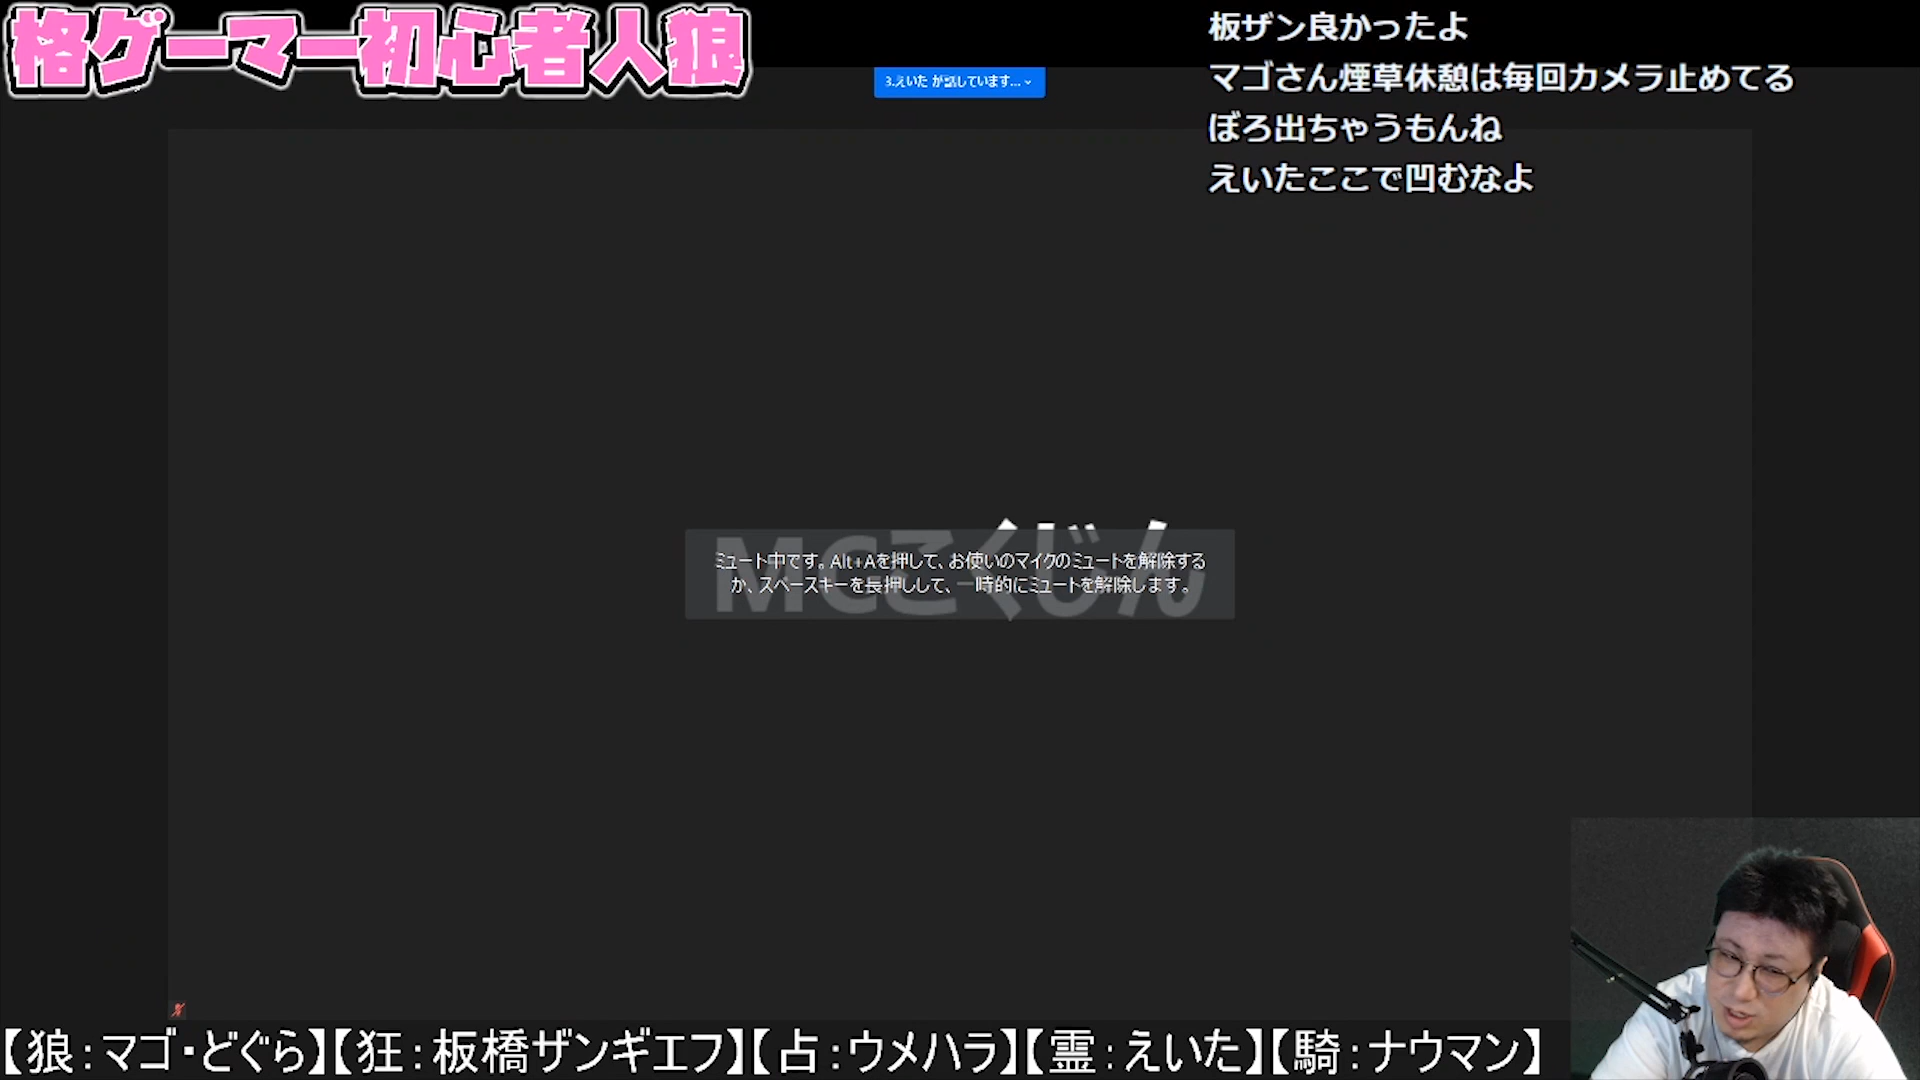 格ゲーマー初心者人狼
板ザン良かったよ
マゴさん煙草休憩は毎回カメラ止めてる
ぼろ出ちゃうもんね
えいたここで凹むなよ
3.えいた が話しています...
MCこくじん
ミュート中です。Alt+Aを押して、お使いのマイクのミュートを解除する
か、スペースキーを長押しして、一時的にミュートを解除します。
【狼:マゴ・どぐら】【狂:板橋ザンギエフ】【占:ウメハラ】【霊:えいた】【騎:ナウマン】